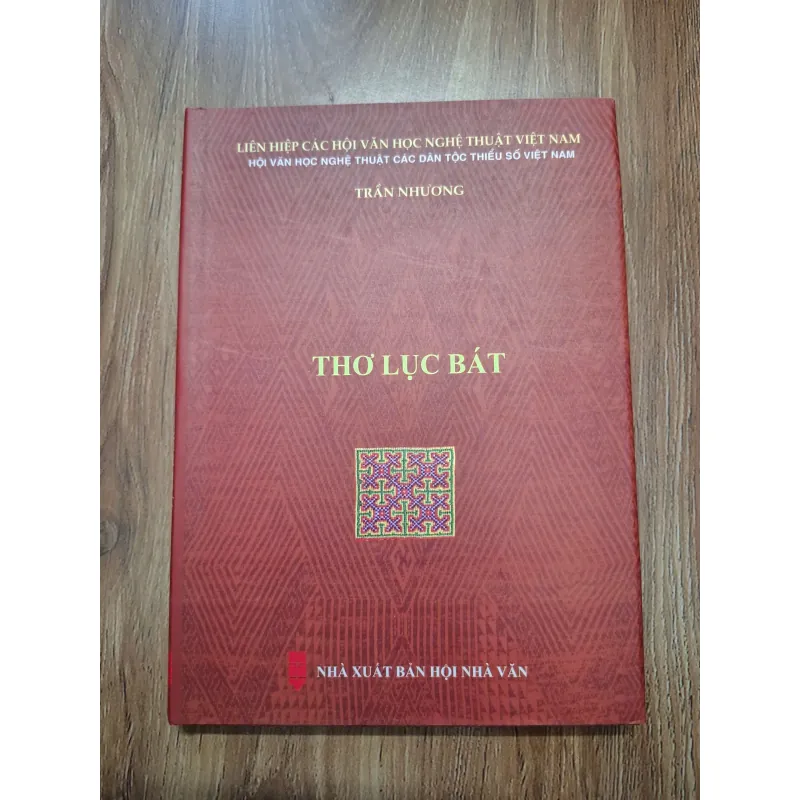 LIÊN HIỆP CÁC HỘI VĂN HỌC NGHỆ THUẬT VIỆT NAM
HỘI VĂN HỌC NGHỆ THUẬT CÁC DÂN TỘC THIỂU SỐ VIỆT NAM
TRẦN NHƯƠNG
THƠ LỤC BÁT
NHÀ XUẤT BẢN HỘI NHÀ VĂN